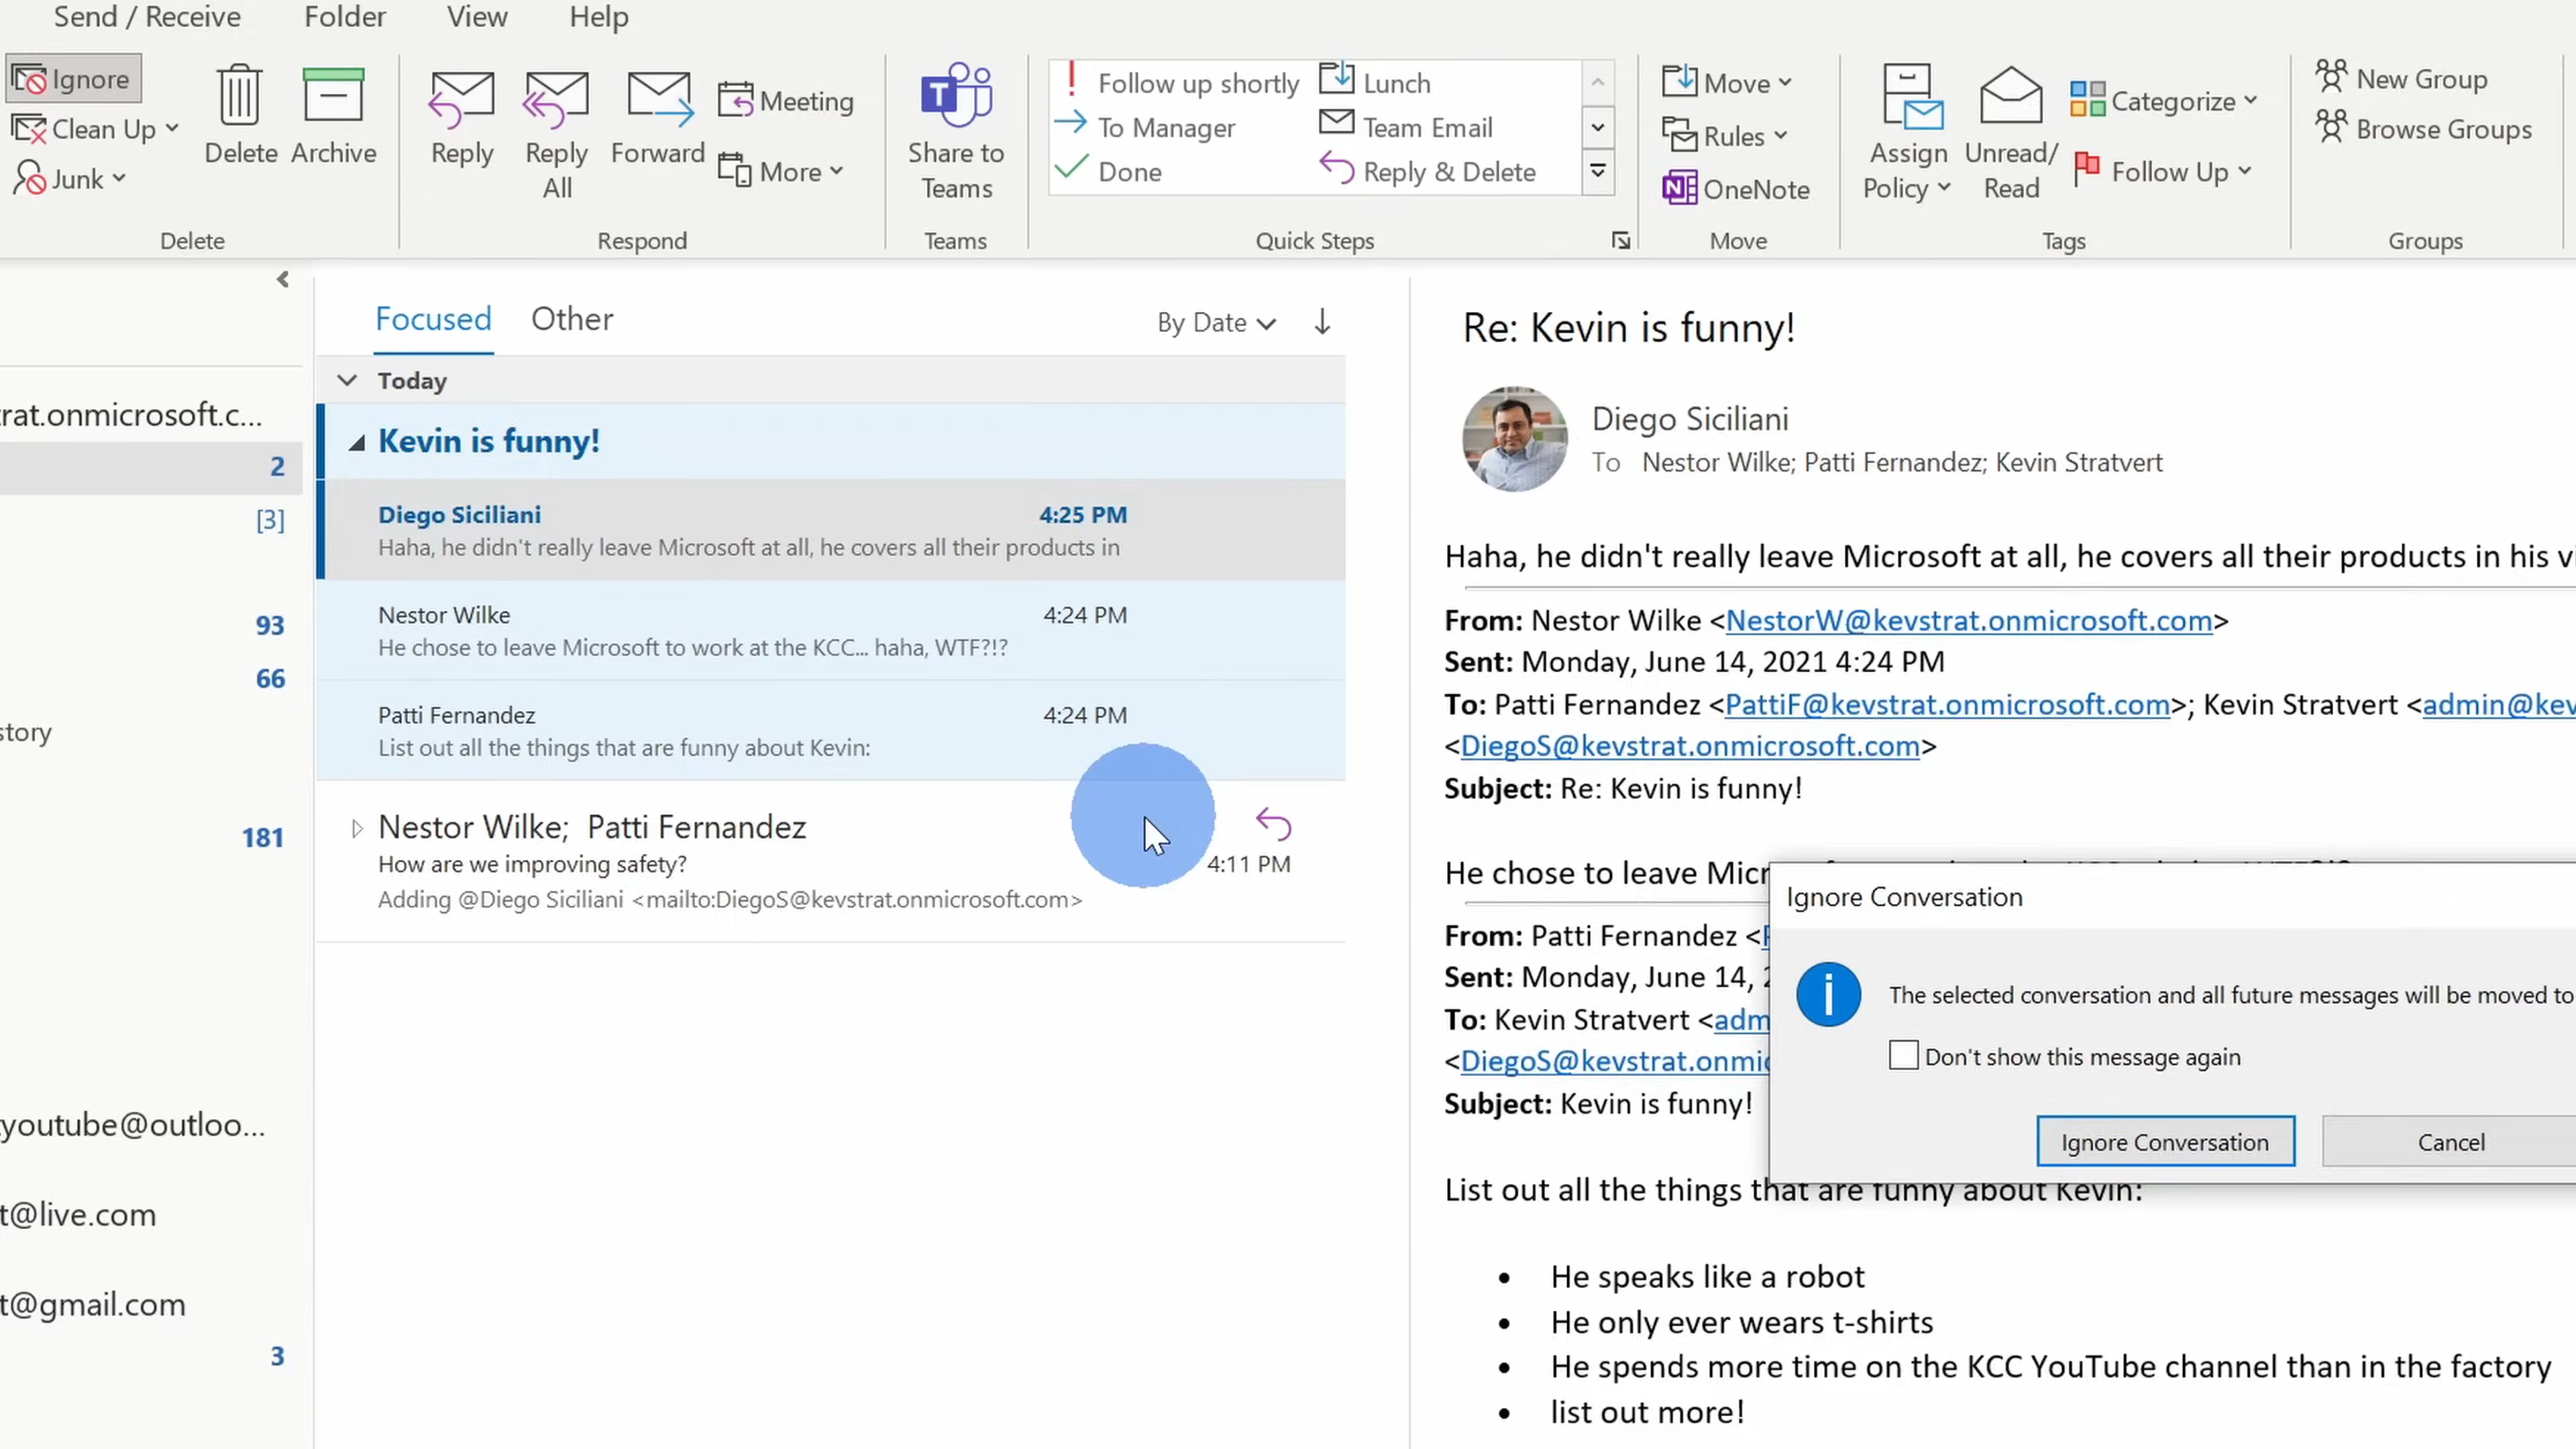 Send / Receive Folder View Help
Ignore
Clean Up
Junk
Delete
Archive
Delete
Reply
Reply All
Forward
Meeting
More
Respond
Share to Teams
Teams
Follow up shortly
To Manager
Done
Lunch
Team Email
Reply & Delete
Quick Steps
Move
Rules
OneNote
Move
Assign Policy
Unread/ Read
Categorize
Follow Up
Tags
New Group
Browse Groups
Groups
rat.onmicrosoft.c...
2
[3]
93
66
story
181
youtube@outloo...
t@live.com
t@gmail.com
3
Focused Other By Date
Today
Kevin is funny!
Diego Siciliani 4:25 PM
Haha, he didn't really leave Microsoft at all, he covers all their products in
Nestor Wilke 4:24 PM
He chose to leave Microsoft to work at the KCC... haha, WTF?!?
Patti Fernandez 4:24 PM
List out all the things that are funny about Kevin:
Nestor Wilke; Patti Fernandez
How are we improving safety? 4:11 PM
Adding @Diego Siciliani <mailto:DiegoS@kevstrat.onmicrosoft.com>
Re: Kevin is funny!
Diego Siciliani
To Nestor Wilke; Patti Fernandez; Kevin Stratvert
Haha, he didn't really leave Microsoft at all, he covers all their products in his vi
From: Nestor Wilke <NestorW@kevstrat.onmicrosoft.com>
Sent: Monday, June 14, 2021 4:24 PM
To: Patti Fernandez <PattiF@kevstrat.onmicrosoft.com>; Kevin Stratvert <admin@kev
<DiegoS@kevstrat.onmicrosoft.com>
Subject: Re: Kevin is funny!
He chose to leave Micr
From: Patti Fernandez <
Sent: Monday, June 14,
To: Kevin Stratvert <adm
<DiegoS@kevstrat.onmic
Subject: Kevin is funny!
List out all the things that are funny about Kevin:
• He speaks like a robot
• He only ever wears t-shirts
• He spends more time on the KCC YouTube channel than in the factory
• list out more!
Ignore Conversation
The selected conversation and all future messages will be moved to
Don't show this message again
Ignore Conversation
Cancel